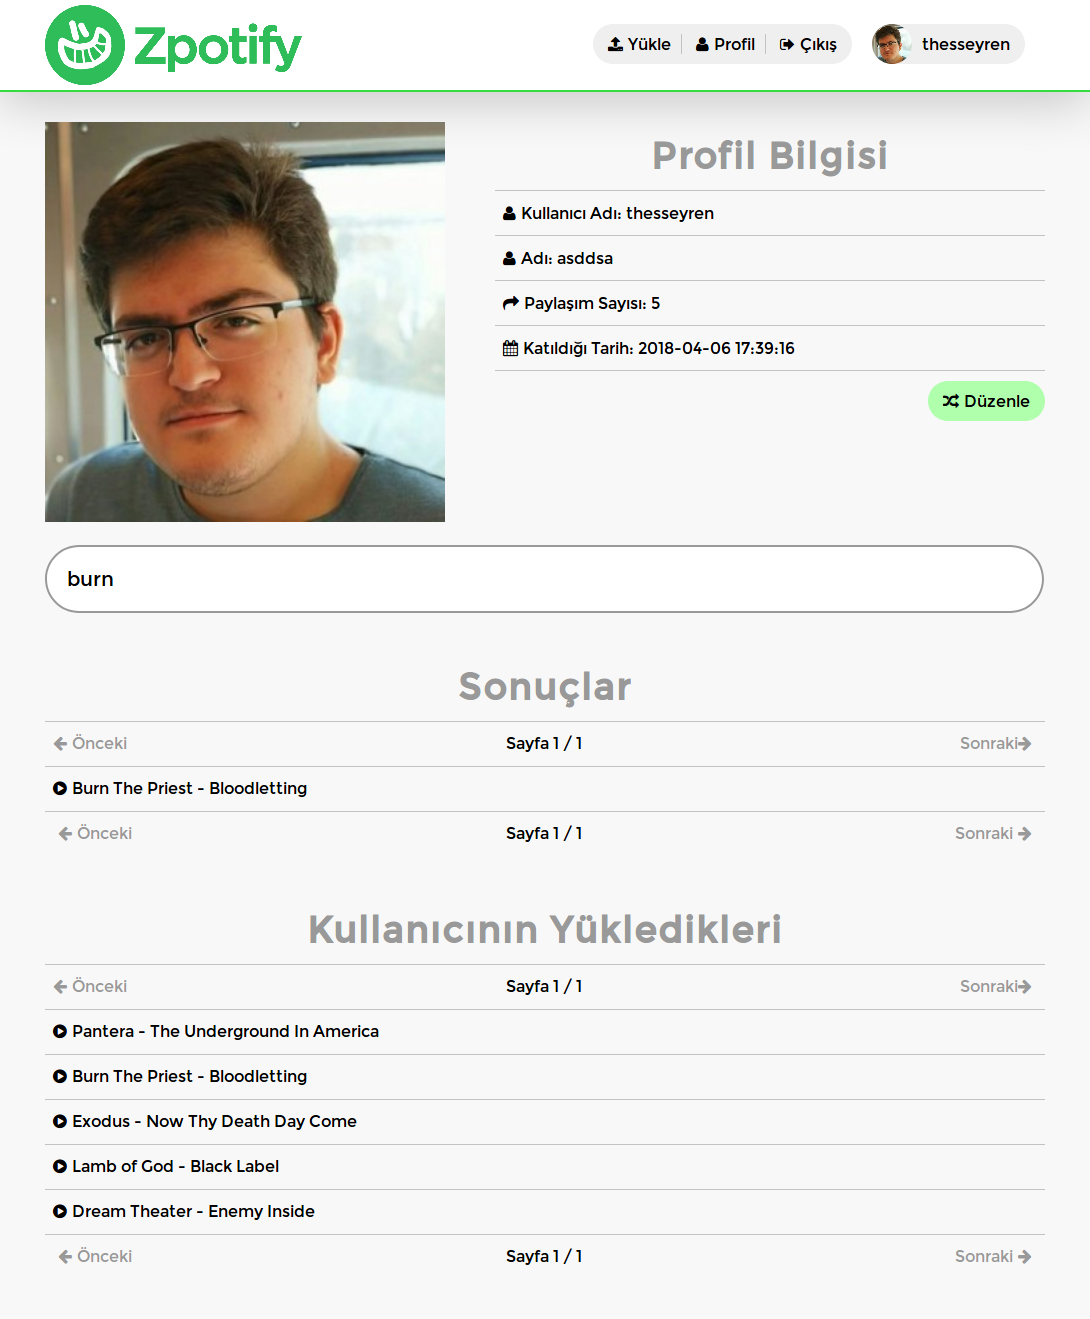 Zpotify
Yükle Profil Çıkış thesseyren
Profil Bilgisi
Kullanıcı Adı: thesseyren
Adı: asddsa
Paylaşım Sayısı: 5
Katıldığı Tarih: 2018-04-06 17:39:16
Düzenle
burn
Sonuçlar
Önceki Sayfa 1 / 1 Sonraki
Burn The Priest - Bloodletting
Önceki Sayfa 1 / 1 Sonraki
Kullanıcının Yükledikleri
Önceki Sayfa 1 / 1 Sonraki
Pantera - The Underground In America
Burn The Priest - Bloodletting
Exodus - Now Thy Death Day Come
Lamb of God - Black Label
Dream Theater - Enemy Inside
Önceki Sayfa 1 / 1 Sonraki